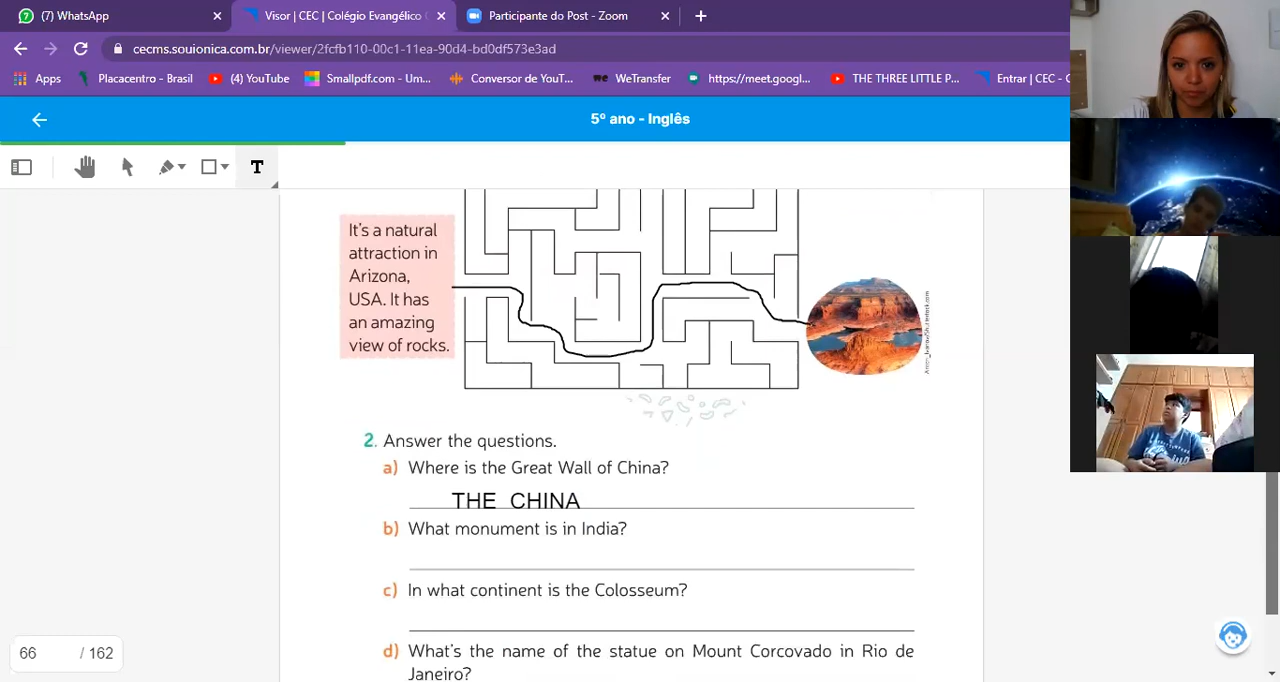 (7) WhatsApp
Visor | CEC | Colégio Evangélico
Participante do Post - Zoom
cecms.souionica.com.br/viewer/2fcfb110-00c1-11ea-90d4-bd0df573e3ad
Apps
Placacentro - Brasil
(4) YouTube
Smallpdf.com - Um...
Conversor de YouT...
WeTransfer
https://meet.googl...
THE THREE LITTLE P...
Entrar | CEC -
5º ano - Inglês
T
It's a natural
attraction in
Arizona,
USA. It has
an amazing
view of rocks.
2. Answer the questions.
a) Where is the Great Wall of China?
THE CHINA
b) What monument is in India?
c) In what continent is the Colosseum?
d) What's the name of the statue on Mount Corcovado in Rio de
Janeiro?
66 / 162